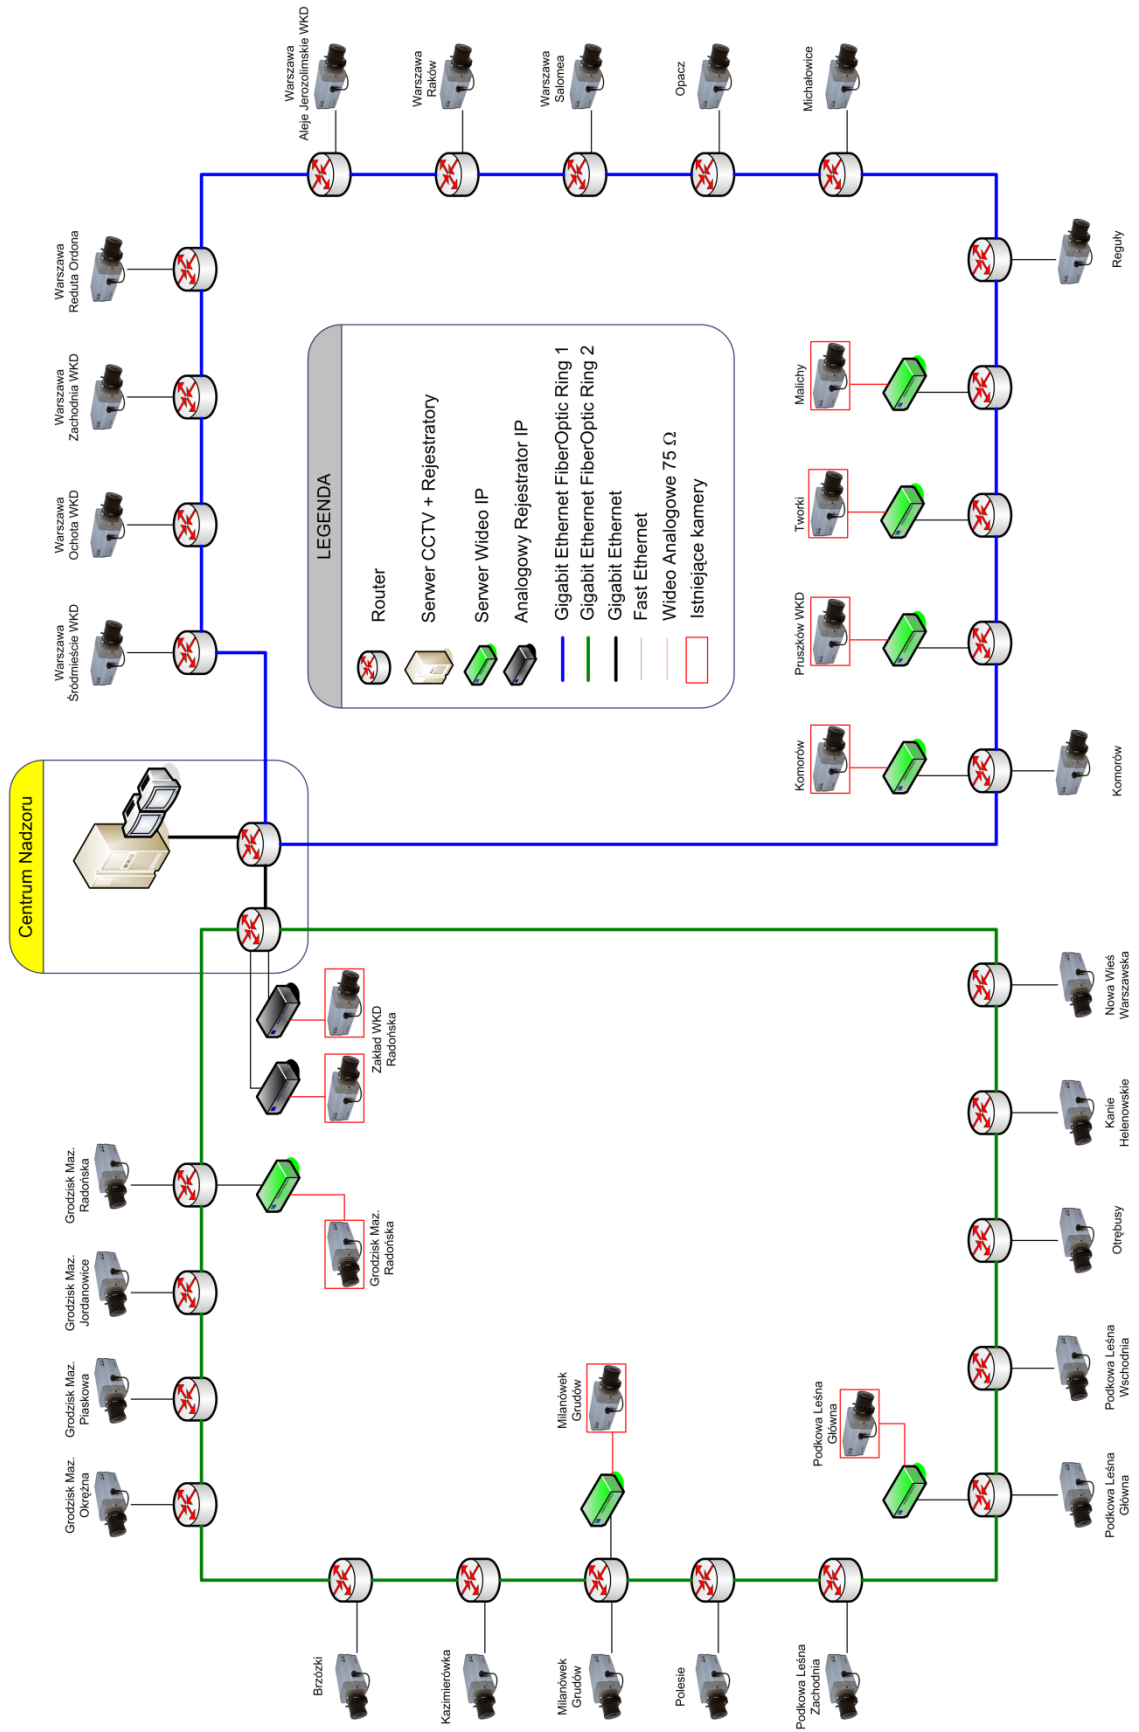 Centrum Nadzoru
Warszawa
Śródmieście WKD
Warszawa
Ochota WKD
Warszawa
Zachodnia WKD
Warszawa
Reduta Ordona
Warszawa
Aleje Jerozolimskie WKD
Warszawa
Raków
Warszawa
Salomea
Opacz
Michałowice
Reguły
Malichy
Tworki
Pruszków WKD
Komorów
Komorów
LEGENDA
Router
Serwer CCTV + Rejestratory
Serwer Wideo IP
Analogowy Rejestrator IP
Gigabit Ethernet FiberOptic Ring 1
Gigabit Ethernet FiberOptic Ring 2
Gigabit Ethernet
Fast Ethernet
Wideo Analogowe 75 Ω
Istniejące kamery
Zakład WKD
Radońska
Grodzisk Maz.
Radońska
Grodzisk Maz.
Radońska
Grodzisk Maz.
Jordanowice
Grodzisk Maz.
Piaskowa
Grodzisk Maz.
Okrężna
Brzózki
Kazimierówka
Milanówek
Grudów
Milanówek
Grudów
Polesie
Podkowa Leśna
Zachodnia
Podkowa Leśna
Główna
Podkowa Leśna
Główna
Podkowa Leśna
Wschodnia
Otrębusy
Kanie
Helenowskie
Nowa Wieś
Warszawska